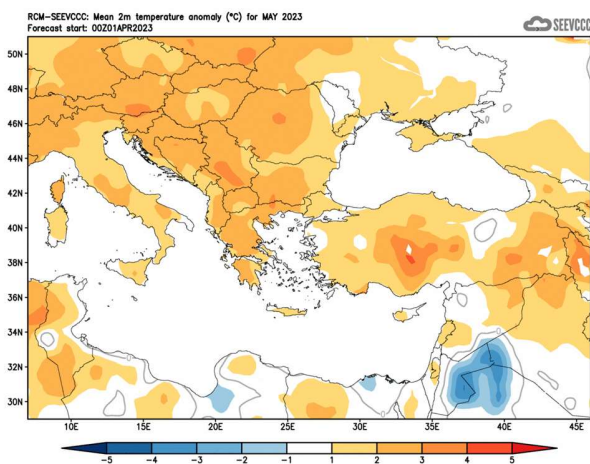 RCM-SEEVCCC: Mean 2m temperature anomaly (°C) for MAY 2023
Forecast start: 00Z01APR2023
SEEVCCC
50N
48N
46N
44N
42N
40N
38N
36N
34N
32N
30N
10E 15E 20E 25E 30E 35E 40E 45E
-5 -4 -3 -2 -1 1 2 3 4 5